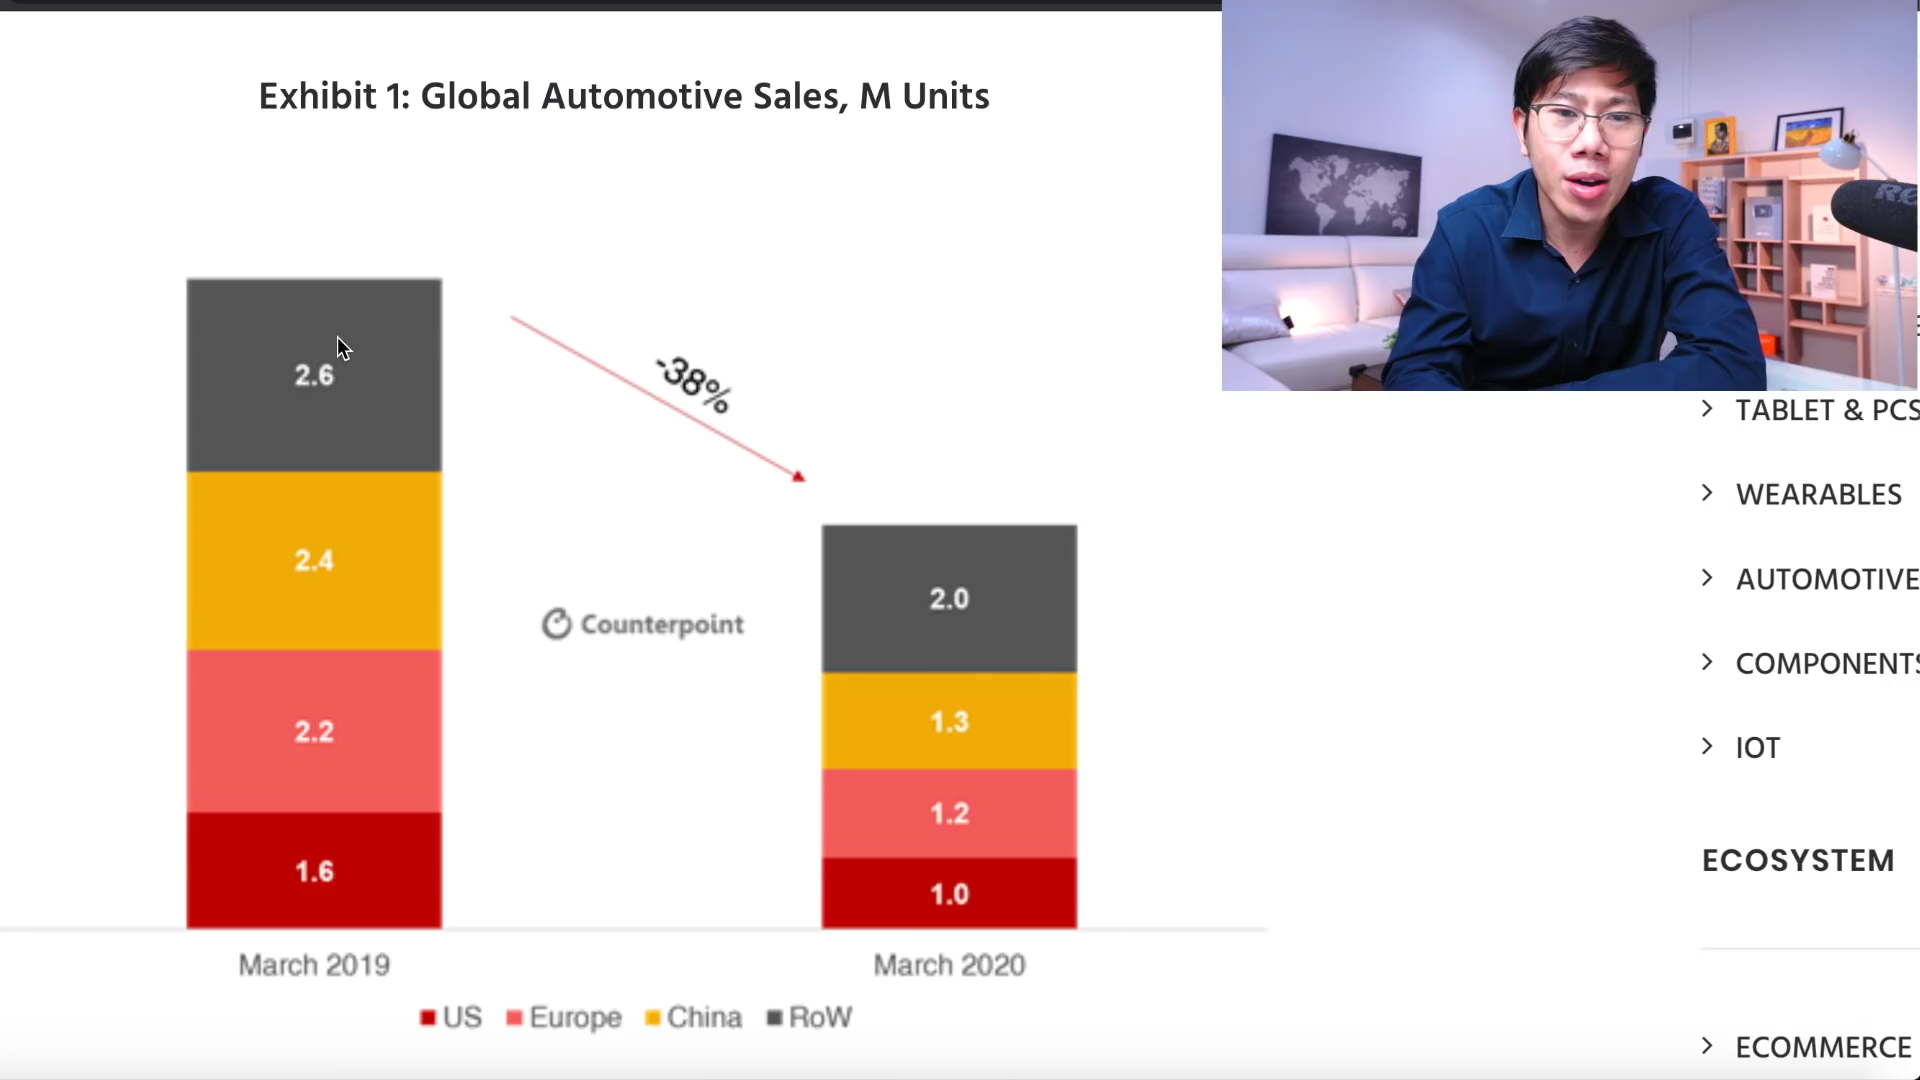 Exhibit 1: Global Automotive Sales, M Units
2.6
2.4
2.2
1.6
-38%
Counterpoint
2.0
1.3
1.2
1.0
March 2019
March 2020
US
Europe
China
RoW
TABLET & PCS
WEARABLES
AUTOMOTIVE
COMPONENTS
IOT
ECOSYSTEM
ECOMMERCE